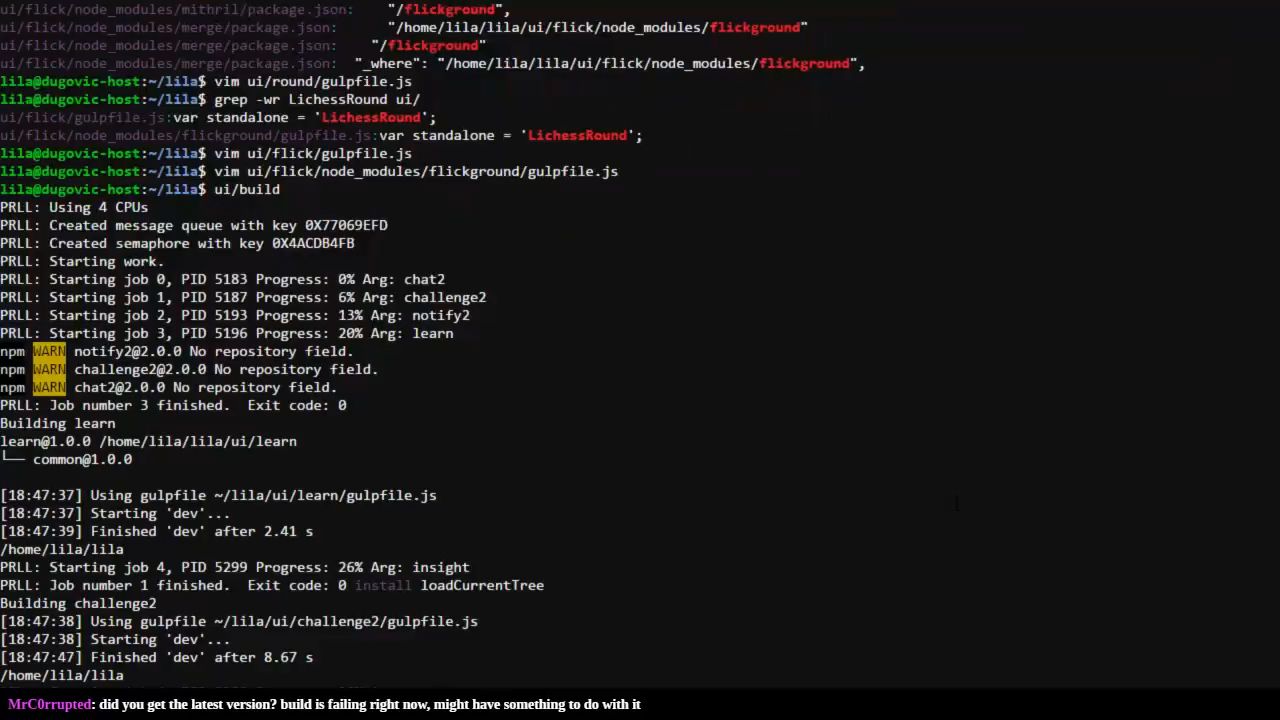 ui/flick/node_modules/mithril/package.json:    "/flickground",
ui/flick/node_modules/merge/package.json:    "/home/lila/lila/ui/flick/node_modules/flickground"
ui/flick/node_modules/merge/package.json:    "/flickground"
ui/flick/node_modules/merge/package.json:  "_where": "/home/lila/lila/ui/flick/node_modules/flickground",
lila@dugovic-host:~/lila$ vim ui/round/gulpfile.js
lila@dugovic-host:~/lila$ grep -wr LichessRound ui/
ui/flick/gulpfile.js:var standalone = 'LichessRound';
ui/flick/node_modules/flickground/gulpfile.js:var standalone = 'LichessRound';
lila@dugovic-host:~/lila$ vim ui/flick/gulpfile.js
lila@dugovic-host:~/lila$ vim ui/flick/node_modules/flickground/gulpfile.js
lila@dugovic-host:~/lila$ ui/build
PRLL: Using 4 CPUs
PRLL: Created message queue with key 0X77069EFD
PRLL: Created semaphore with key 0X4ACDB4FB
PRLL: Starting work.
PRLL: Starting job 0, PID 5183 Progress: 0% Arg: chat2
PRLL: Starting job 1, PID 5187 Progress: 6% Arg: challenge2
PRLL: Starting job 2, PID 5193 Progress: 13% Arg: notify2
PRLL: Starting job 3, PID 5196 Progress: 20% Arg: learn
npm WARN notify2@2.0.0 No repository field.
npm WARN challenge2@2.0.0 No repository field.
npm WARN chat2@2.0.0 No repository field.
PRLL: Job number 3 finished.  Exit code: 0
Building learn
learn@1.0.0 /home/lila/lila/ui/learn
└── common@1.0.0
[18:47:37] Using gulpfile ~/lila/ui/learn/gulpfile.js
[18:47:37] Starting 'dev'...
[18:47:39] Finished 'dev' after 2.41 s
/home/lila/lila
PRLL: Starting job 4, PID 5299 Progress: 26% Arg: insight
PRLL: Job number 1 finished.  Exit code: 0 install loadCurrentTree
Building challenge2
[18:47:38] Using gulpfile ~/lila/ui/challenge2/gulpfile.js
[18:47:38] Starting 'dev'...
[18:47:47] Finished 'dev' after 8.67 s
/home/lila/lila
MrC0rrupted: did you get the latest version? build is failing right now, might have something to do with it